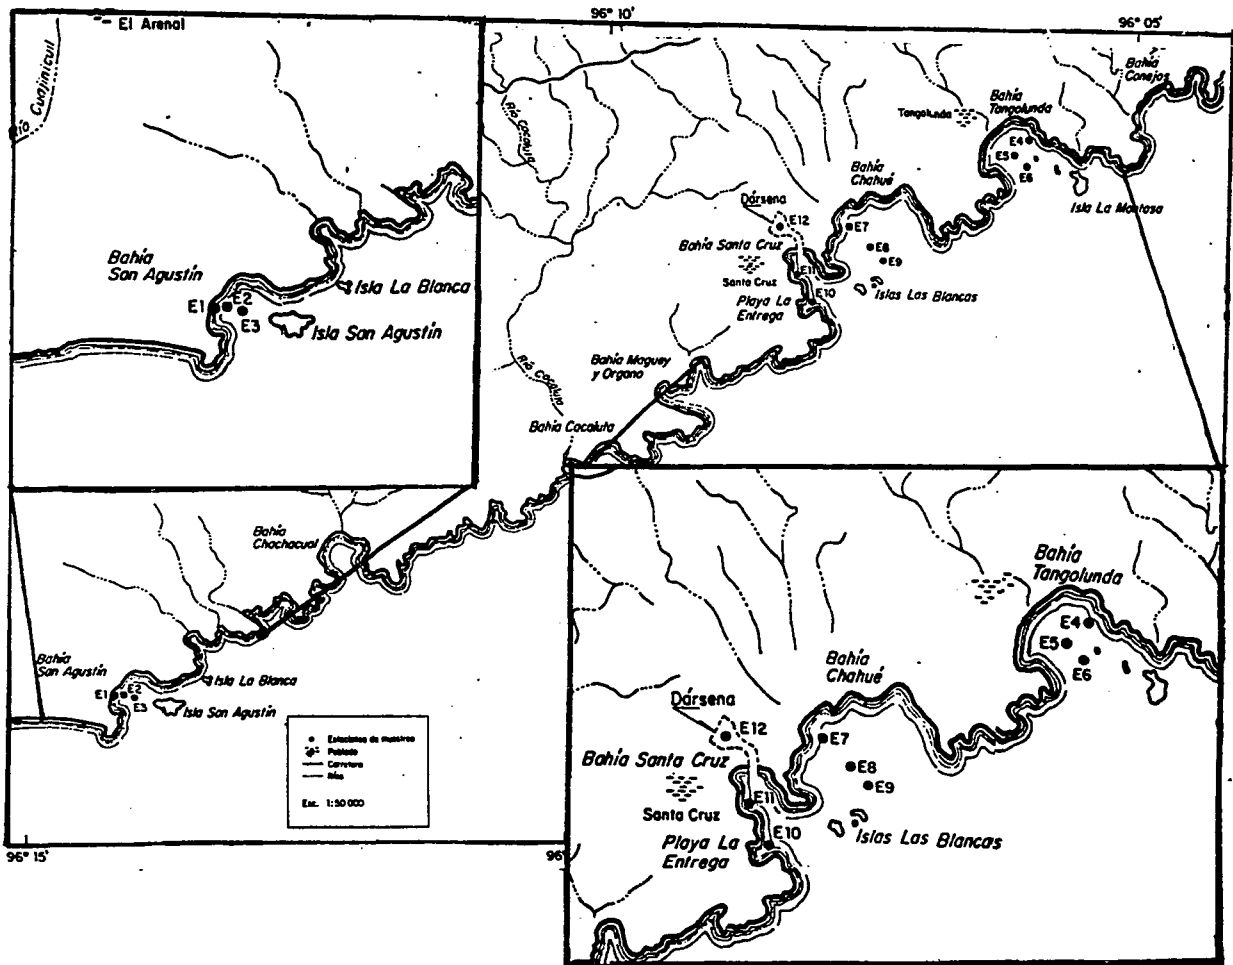 96° 10'
96° 05'
El Arenal
Río Cuajinicuil
Bahía
San Agustín
E1
E2
E3
Isla La Blanca
Isla San Agustín
Río Cocaluta
Bahía
Conejos
Bahía
Tangolunda
Tangolunda
E4
E5
E6
Isla La Montosa
Bahía
Chahué
Dársena
E12
E7
E8
E9
Bahía Santa Cruz
Santa Cruz
E11
E10
Islas Las Blancas
Playa La
Entrega
Bahía Maguey
y Organo
Río Cocaluta
Bahía Cacaluta
Bahía
Chachacual
Bahía
San Agustín
E1
E2
E3
Isla La Blanca
Isla San Agustín
Estaciones de muestreo
Poblado
Carretera
Ríos
Esc. 1:50 000
96° 15'
96°
Bahía
Tangolunda
E4
E5
E6
Bahía
Chahué
Dársena
E12
E7
E8
E9
Bahía Santa Cruz
Santa Cruz
E11
E10
Islas Las Blancas
Playa La
Entrega